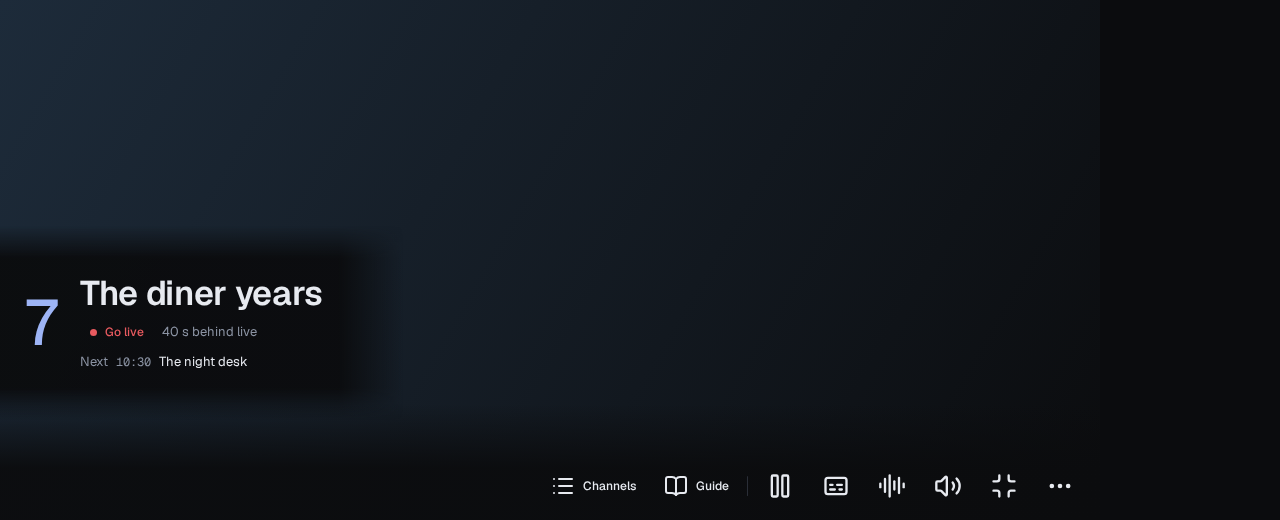 7
The diner years
Go live 40 s behind live
Next 10:30 The night desk
Channels Guide